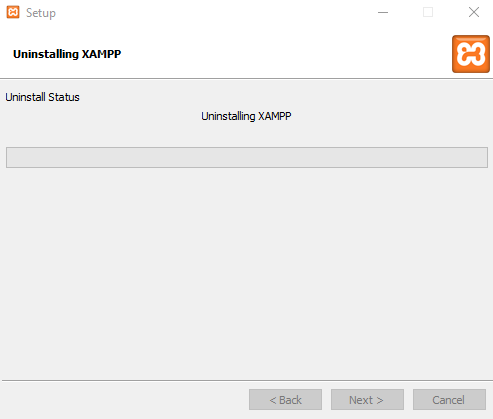 Setup
Uninstalling XAMPP
Uninstall Status
Uninstalling XAMPP
< Back
Next >
Cancel